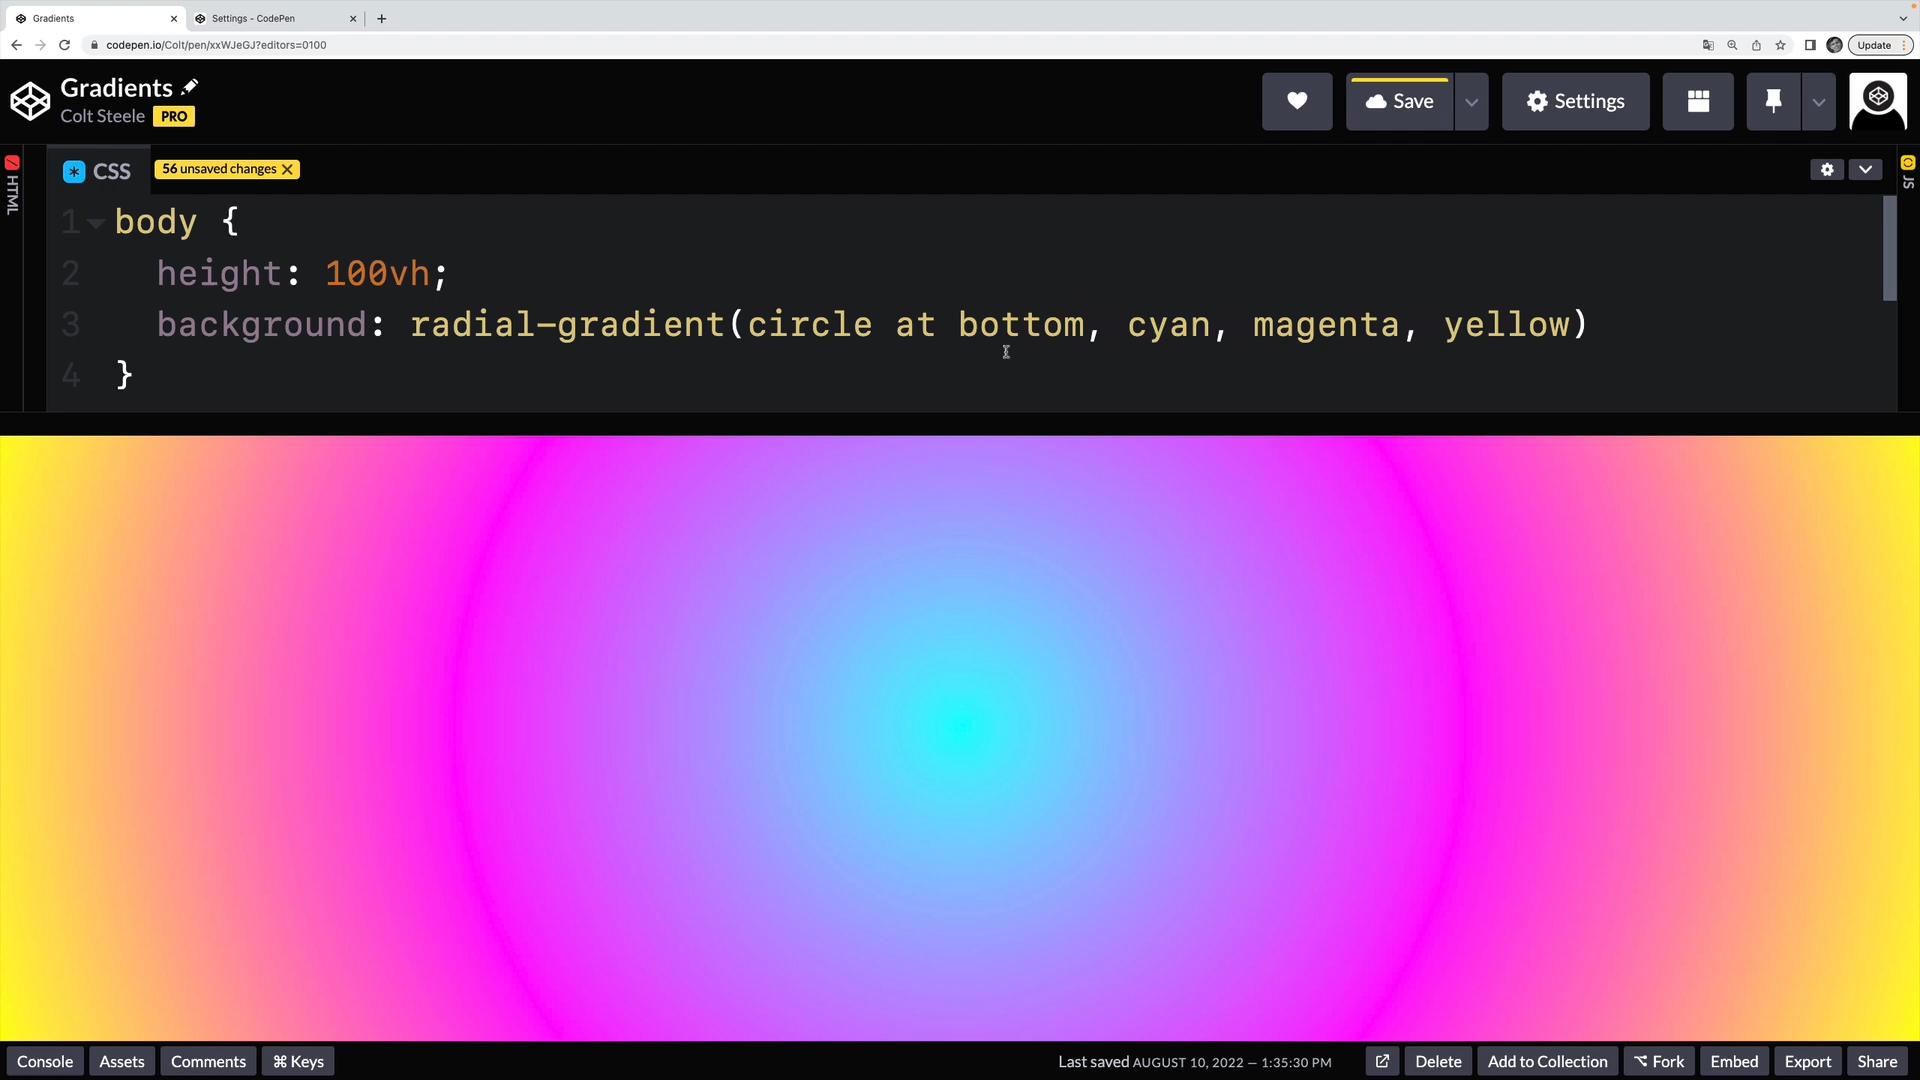 Gradients
Settings - CodePen
codepen.io/Colt/pen/xxWJeGJ?editors=0100
Update
Gradients
Colt Steele PRO
Save
Settings
HTML
CSS
56 unsaved changes
JS
1 body {
2 height: 100vh;
3 background: radial-gradient(circle at bottom, cyan, magenta, yellow)
4 }
Console Assets Comments ⌘ Keys Last saved AUGUST 10, 2022 — 1:35:30 PM Delete Add to Collection ⌥ Fork Embed Export Share